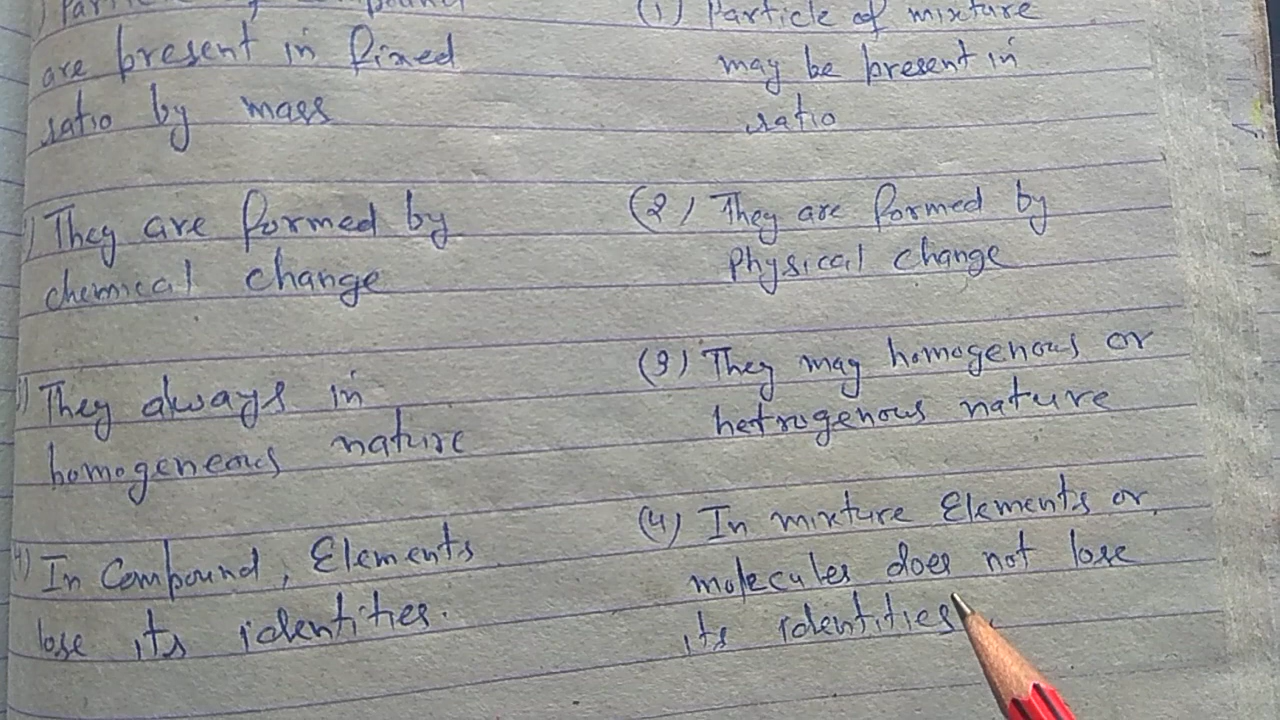 are present in fixed
ratio by mass
They are formed by
chemical change
They always in
homogeneous nature
4) In Compound, Elements
lose its identities.
(1) Particle of mixture
may be present in
ratio
(2) They are formed by
Physical change
(3) They may homogenous or
hetrogenous nature
(4) In mixture Elements or
molecules does not lose
its identities